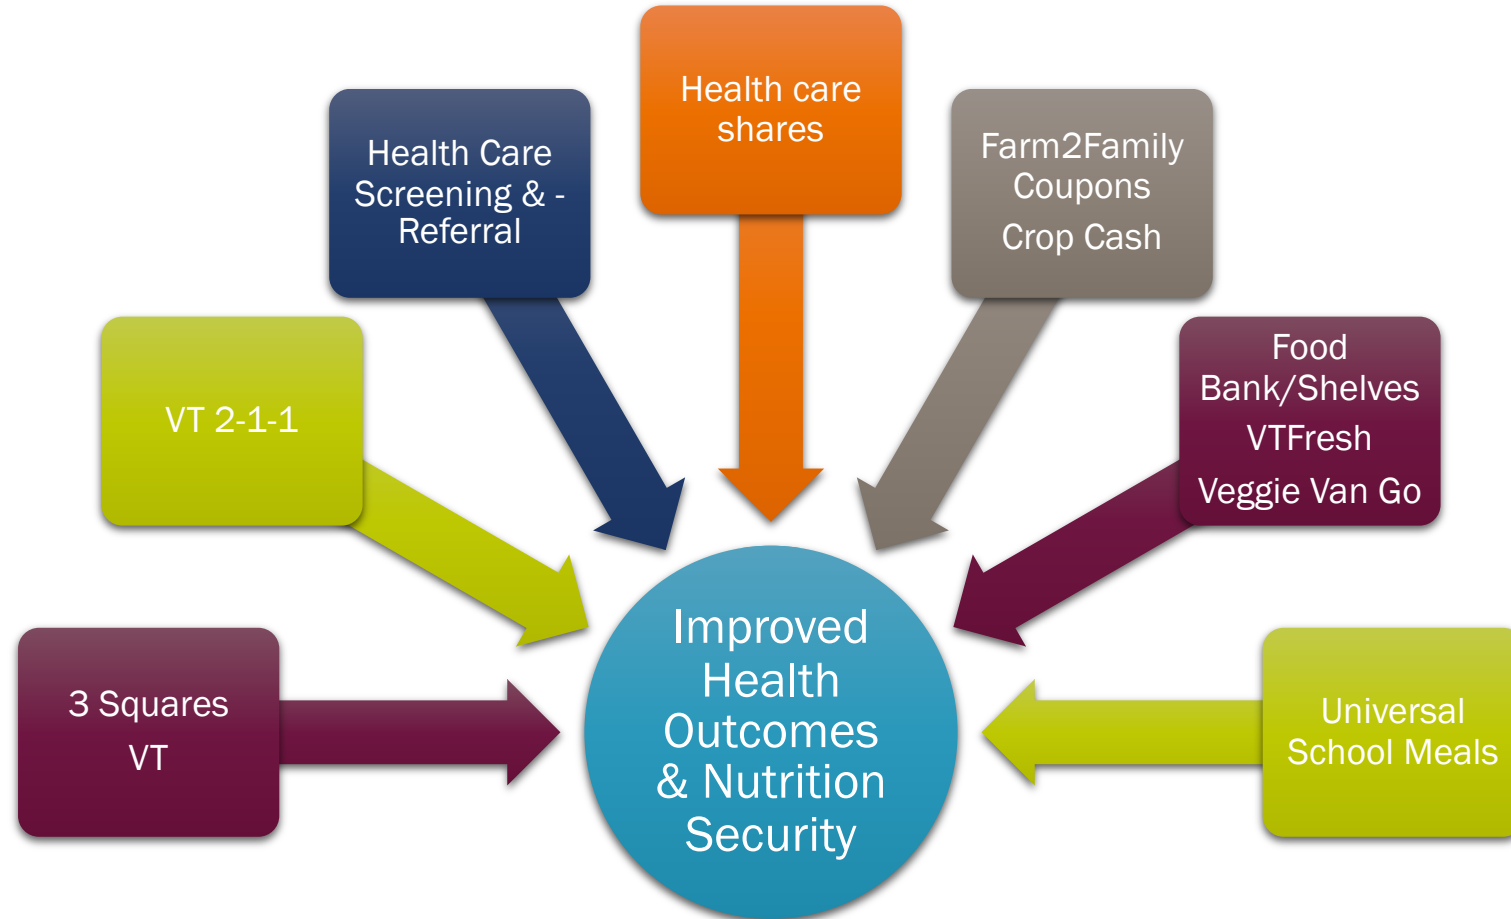 Health care
shares
Health Care
Screening & -
Referral
Farm2Family
Coupons
Crop Cash
VT 2-1-1
Food
Bank/Shelves
VTFresh
Veggie Van Go
3 Squares
VT
Improved
Health
Outcomes
& Nutrition
Security
Universal
School Meals